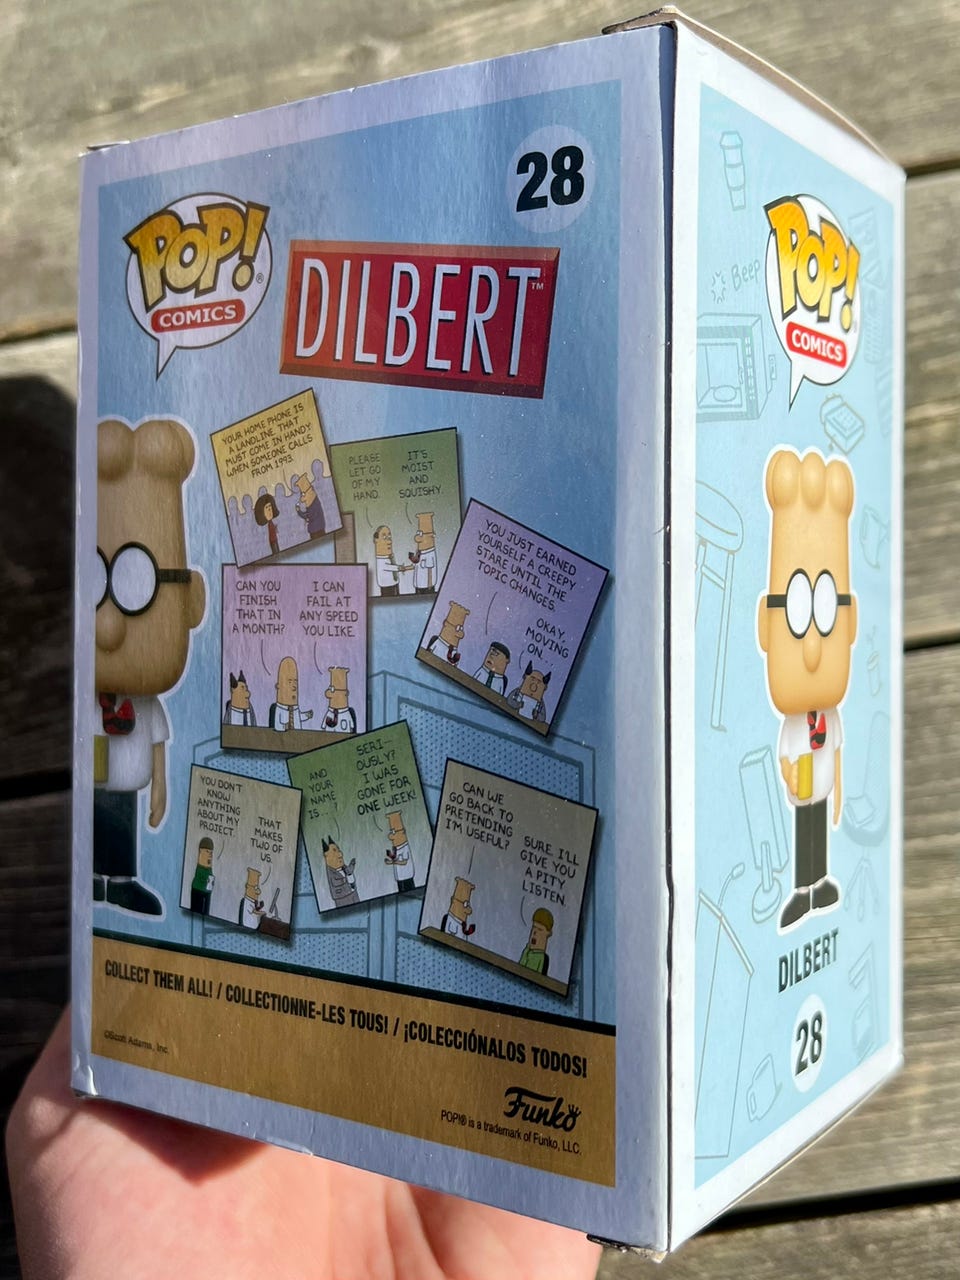 28
POP!®
COMICS
DILBERT™
YOUR HOME PHONE IS
A LANDLINE THAT
MUST COME IN HANDY
WHEN SOMEONE CALLS
FROM 1993.
PLEASE
LET GO
OF MY
HAND.
IT'S
MOIST
AND
SQUISHY.
YOU JUST EARNED
YOURSELF A CREEPY
STARE UNTIL THE
TOPIC CHANGES.
OKAY,
MOVING
ON...
CAN YOU
FINISH
THAT IN
A MONTH?
I CAN
FAIL AT
ANY SPEED
YOU LIKE.
YOU DON'T
KNOW
ANYTHING
ABOUT MY
PROJECT.
THAT
MAKES
TWO OF
US.
AND
YOUR
NAME
IS...?
SERI–
OUSLY?
I WAS
GONE FOR
ONE WEEK!
CAN WE
GO BACK TO
PRETENDING
I'M USEFUL?
SURE, I'LL
GIVE YOU
A PITY
LISTEN.
COLLECT THEM ALL! / COLLECTIONNE-LES TOUS! / ¡COLECCIÓNALOS TODOS!
©Scott Adams, Inc.
Funko
POP!® is a trademark of Funko, LLC.
Beep
POP!
COMICS
DILBERT
28